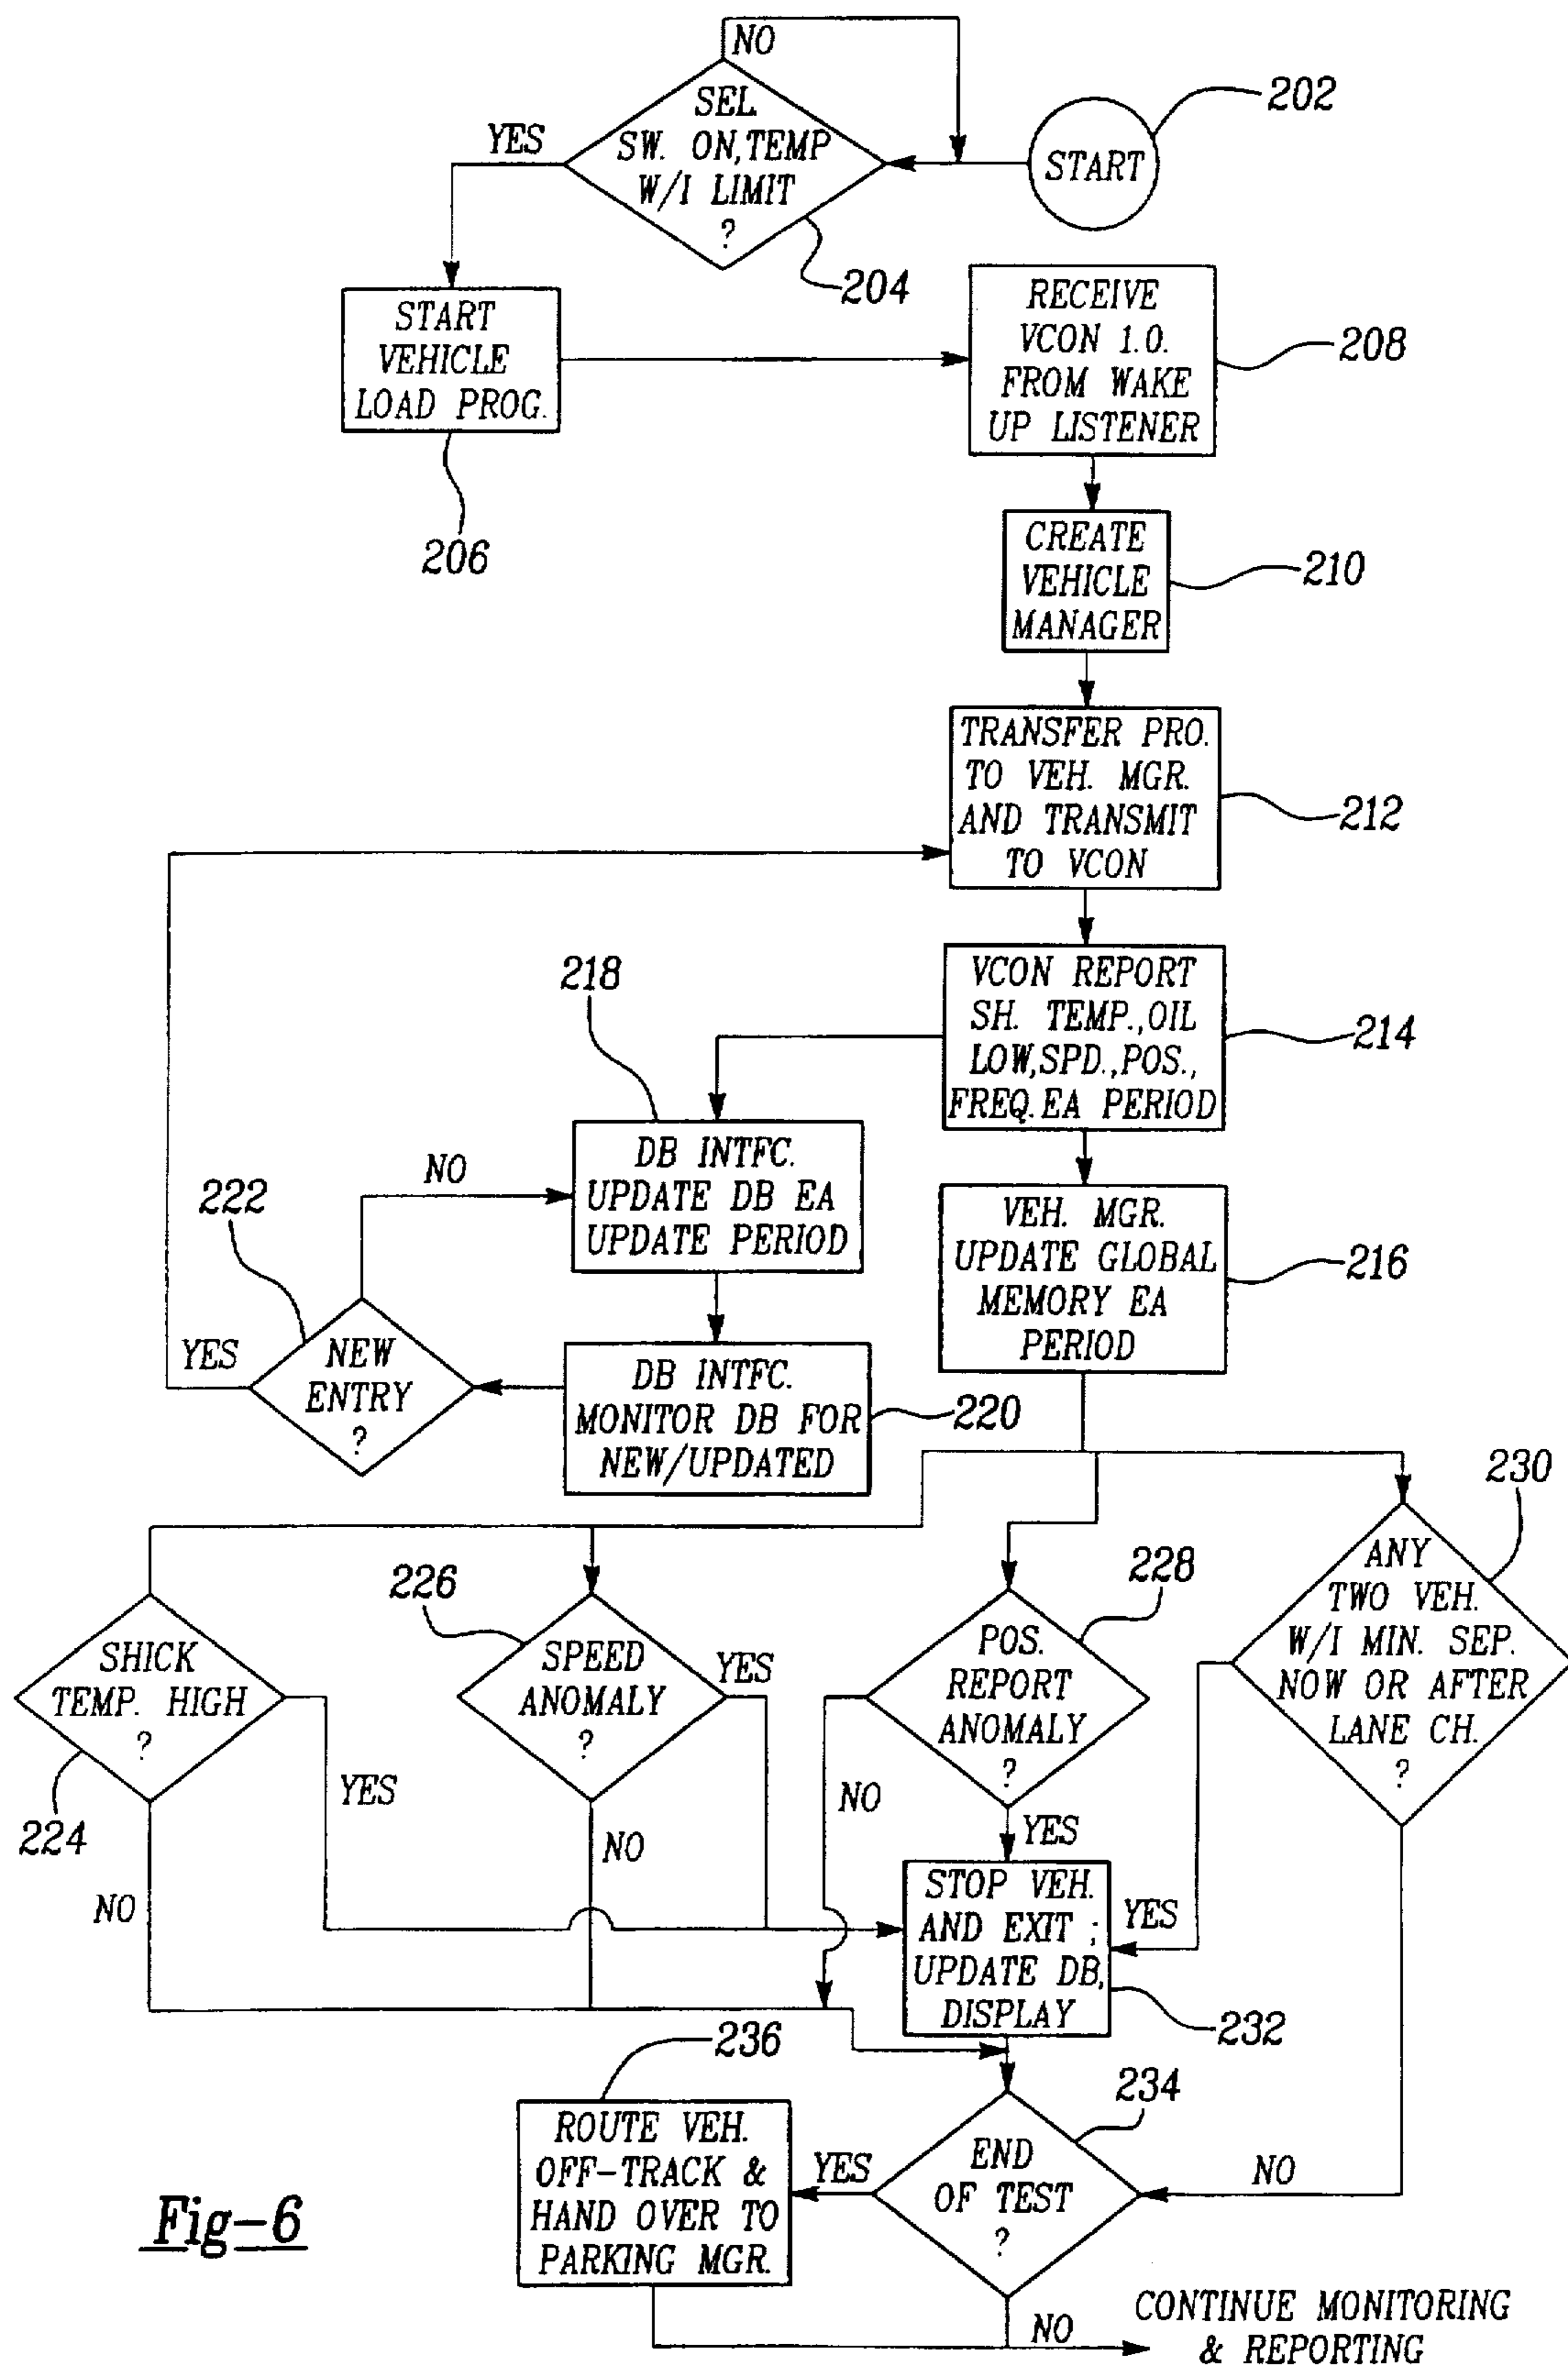 NO
SEL
SW. ON,TEMP
W/I LIMIT
?
YES
START
202
204
START
VEHICLE
LOAD PROG.
206
RECEIVE
VCON 1.0.
FROM WAKE
UP LISTENER
208
CREATE
VEHICLE
MANAGER
210
TRANSFER PRO.
TO VEH. MGR.
AND TRANSMIT
TO VCON
212
VCON REPORT
SH. TEMP.,OIL
LOW,SPD.,POS.,
FREQ.EA PERIOD
214
218
DB INTFC.
UPDATE DB EA
UPDATE PERIOD
NO
222
VEH. MGR.
UPDATE GLOBAL
MEMORY EA
PERIOD
216
YES
NEW
ENTRY
?
DB INTFC.
MONITOR DB FOR
NEW/UPDATED
220
230
ANY
TWO VEH.
W/I MIN. SEP.
NOW OR AFTER
LANE CH.
?
226
228
SHICK
TEMP. HIGH
?
224
YES
NO
SPEED
ANOMALY
?
YES
NO
POS.
REPORT
ANOMALY
?
NO
YES
STOP VEH.
AND EXIT ;
UPDATE DB,
DISPLAY
YES
232
236
234
ROUTE VEH.
OFF-TRACK &
HAND OVER TO
PARKING MGR.
YES
END
OF TEST
?
NO
NO
CONTINUE MONITORING
& REPORTING
Fig-6